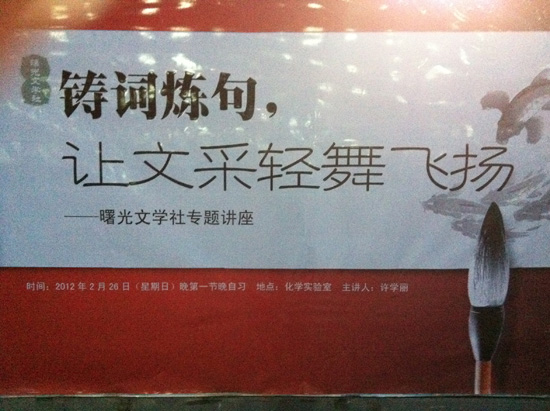 曙光文学社
铸词炼句，
让文采轻舞飞扬
——曙光文学社专题讲座
时间：2012年2月26日（星期日）晚第一节晚自习 地点：化学实验室 主讲人：许学丽